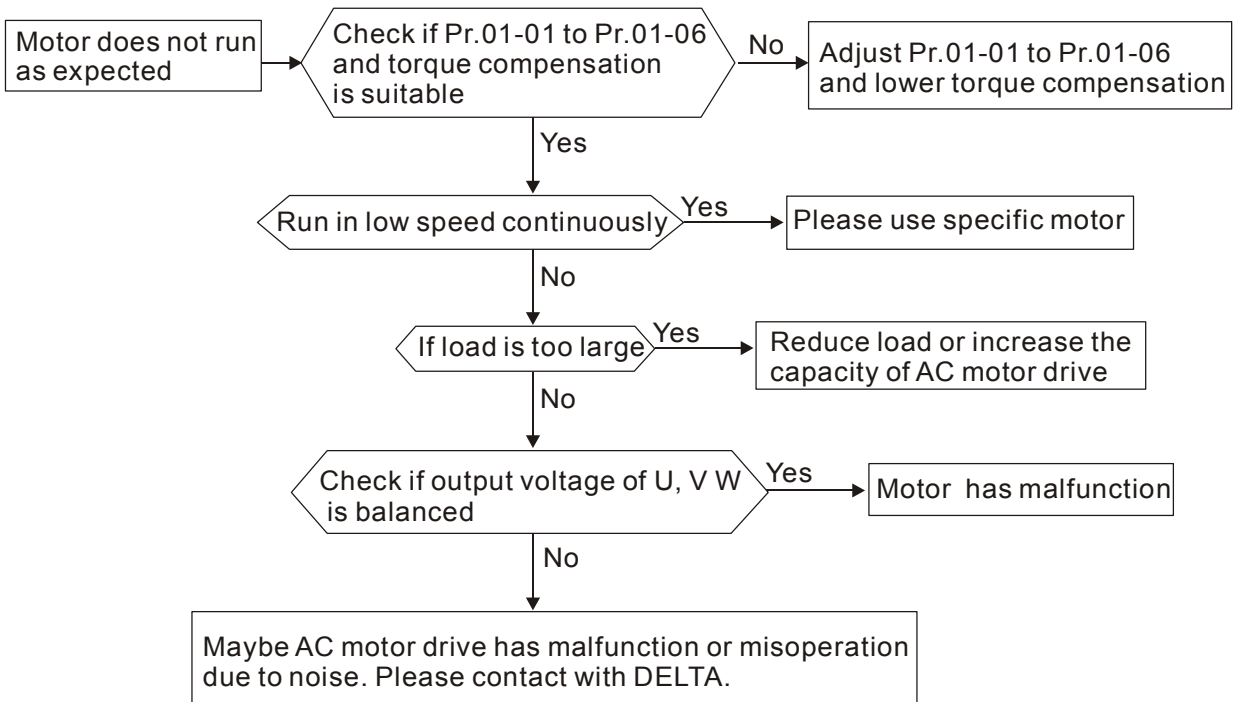 Motor does not run
as expected
Check if Pr.01-01 to Pr.01-06
and torque compensation
is suitable
No
Adjust Pr.01-01 to Pr.01-06
and lower torque compensation
Yes
Run in low speed continuously
Yes
Please use specific motor
No
If load is too large
Yes
Reduce load or increase the
capacity of AC motor drive
No
Check if output voltage of U, V W
is balanced
Yes
Motor has malfunction
No
Maybe AC motor drive has malfunction or misoperation
due to noise. Please contact with DELTA.